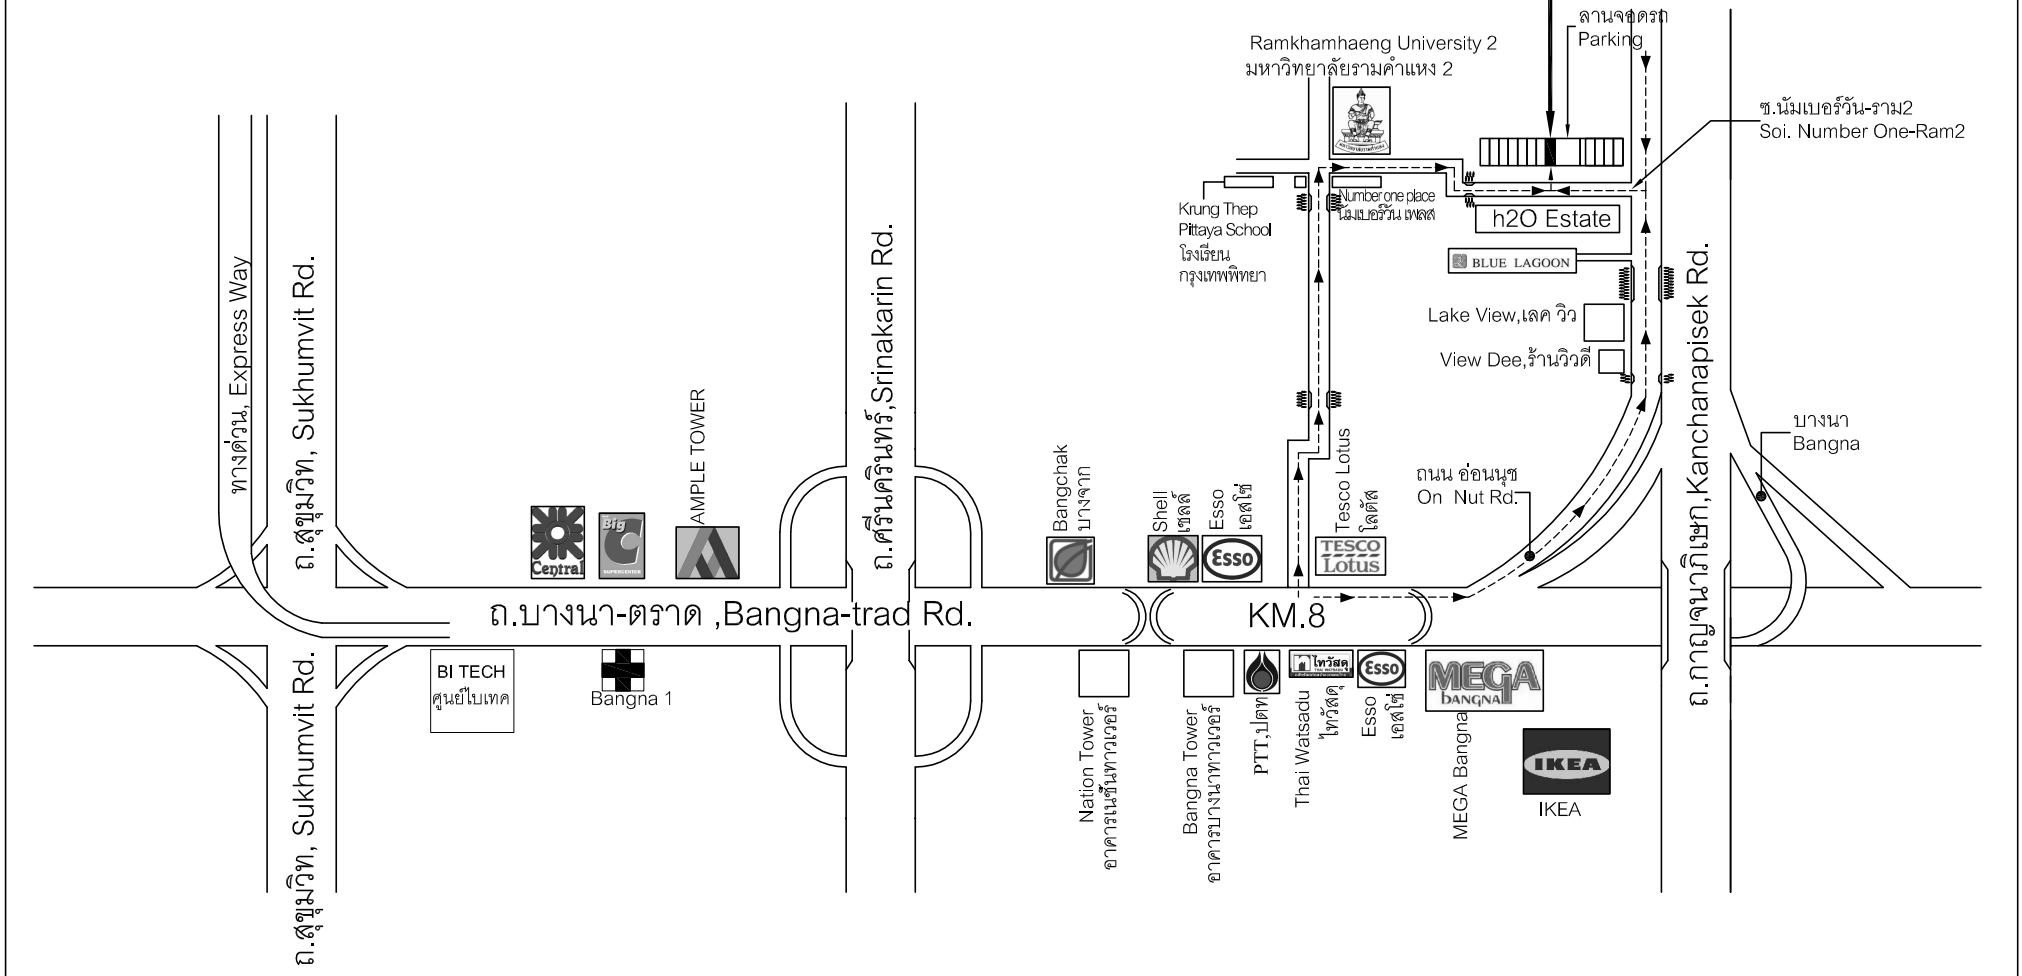 ลานจอดรถ
Parking
Ramkhamhaeng University 2
มหาวิทยาลัยรามคำแหง 2
ซ.นัมเบอร์วัน-ราม2
Soi. Number One-Ram2
Krung Thep
Pittaya School
โรงเรียน
กรุงเทพพิทยา
Number one place
นัมเบอร์วัน เพลส
h2O Estate
BLUE LAGOON
Lake View,เลค วิว
View Dee,ร้านวิวดี
ทางด่วน, Express Way
ถ.สุขุมวิท, Sukhumvit Rd.
ถ.ศรีนครินทร์,Srinakarin Rd.
ถ.กาญจนาภิเษก,Kanchanapisek Rd.
บางนา
Bangna
ถนน อ่อนนุช
On Nut Rd.
Central
Big
C
SUPERCENTER
AMPLE TOWER
Bangchak
บางจาก
Shell
เชลล์
Esso
เอสโซ่
Esso
Tesco Lotus
โลตัส
TESCO
Lotus
ถ.บางนา-ตราด ,Bangna-trad Rd.
KM.8
BI TECH
ศูนย์ไบเทค
Bangna 1
ถ.สุขุมวิท, Sukhumvit Rd.
Nation Tower
อาคารเนชั่นทาวเวอร์
Bangna Tower
อาคารบางนาทาวเวอร์
PTT,ปตท
ไทวัสดุ
Thai Watsadu
ไทวัสดุ
Esso
Esso
เอสโซ่
MEGA
BANGNA
MEGA Bangna
IKEA
IKEA